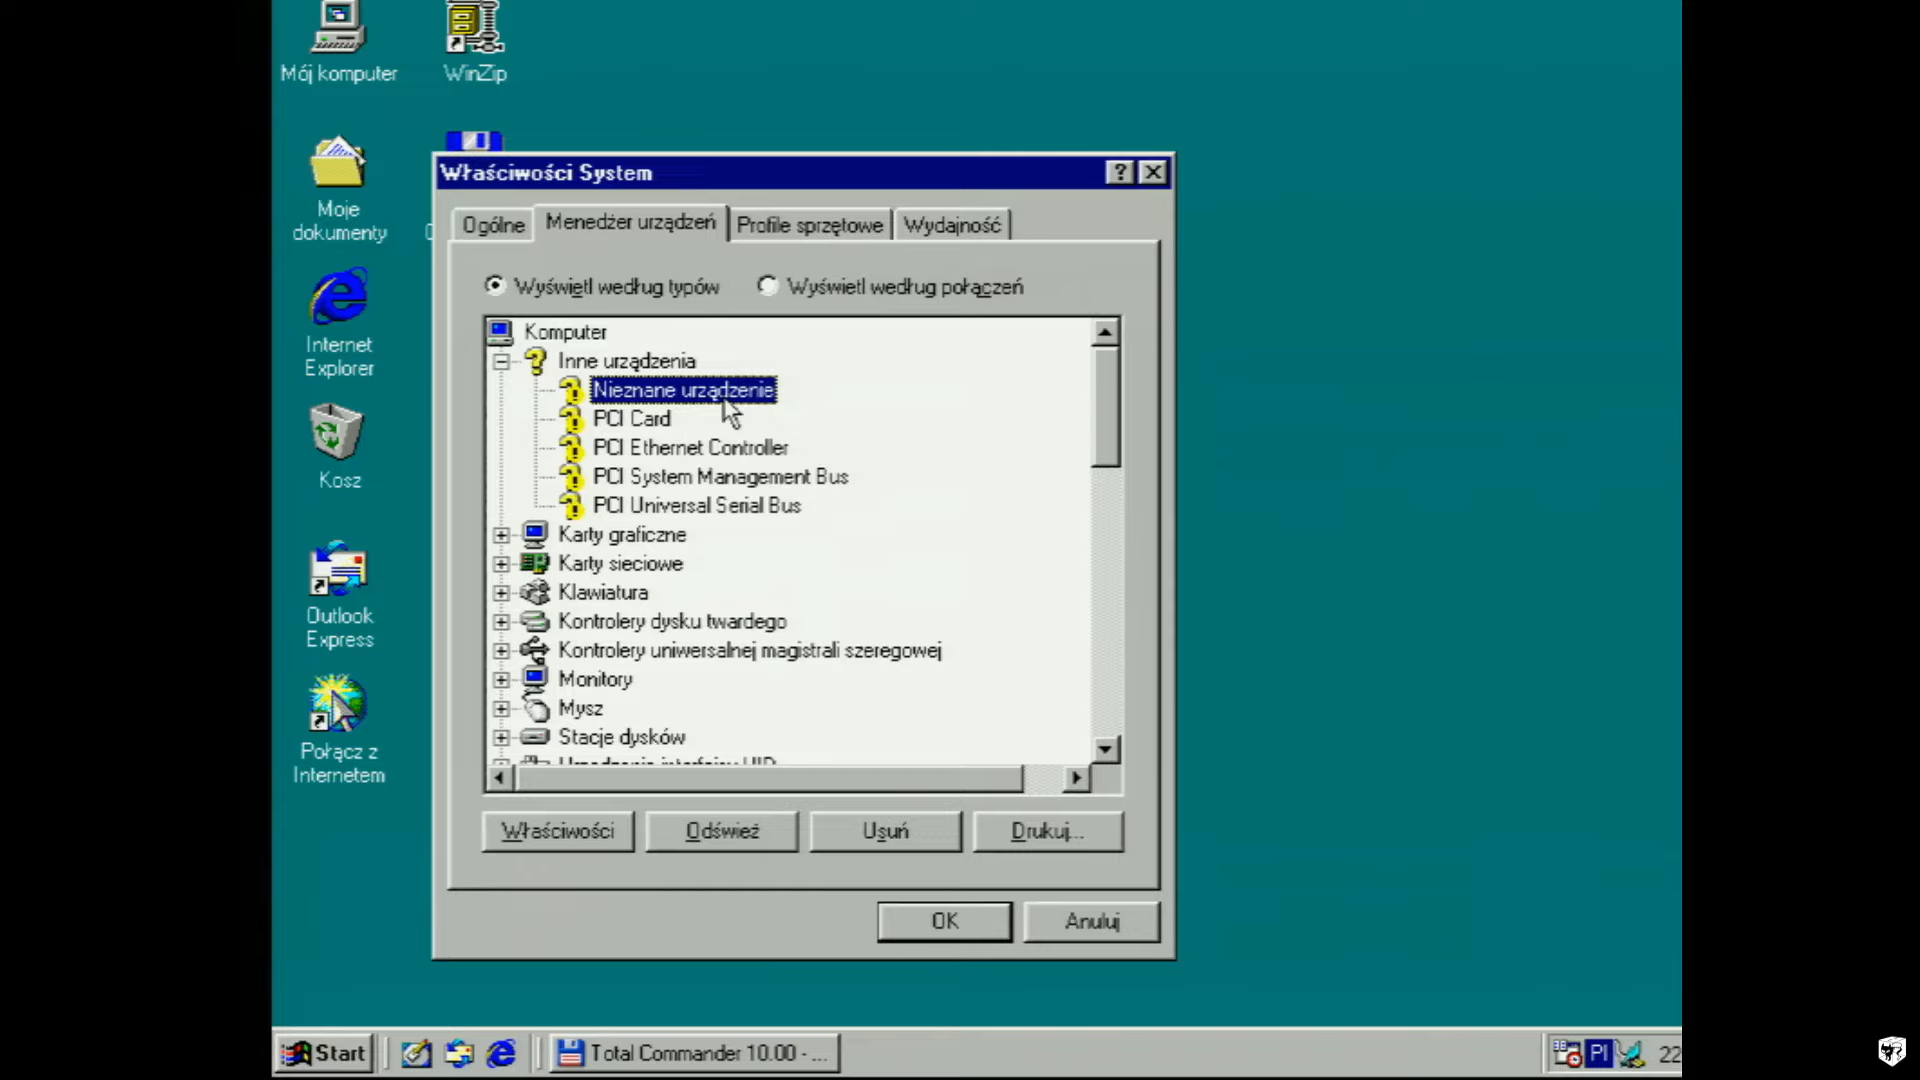 Mój komputer
WinZip
Moje
dokumenty
Internet
Explorer
Kosz
Outlook
Express
Połącz z
Internetem
Właściwości System
Ogólne
Menedżer urządzeń
Profile sprzętowe
Wydajność
Wyświetl według typów
Wyświetl według połączeń
Komputer
Inne urządzenia
Nieznane urządzenie
PCI Card
PCI Ethernet Controller
PCI System Management Bus
PCI Universal Serial Bus
Karty graficzne
Karty sieciowe
Klawiatura
Kontrolery dysku twardego
Kontrolery uniwersalnej magistrali szeregowej
Monitory
Mysz
Stacje dysków
Właściwości
Odśwież
Usuń
Drukuj...
OK
Anuluj
Start
Total Commander 10.00 - ...
Pl
22